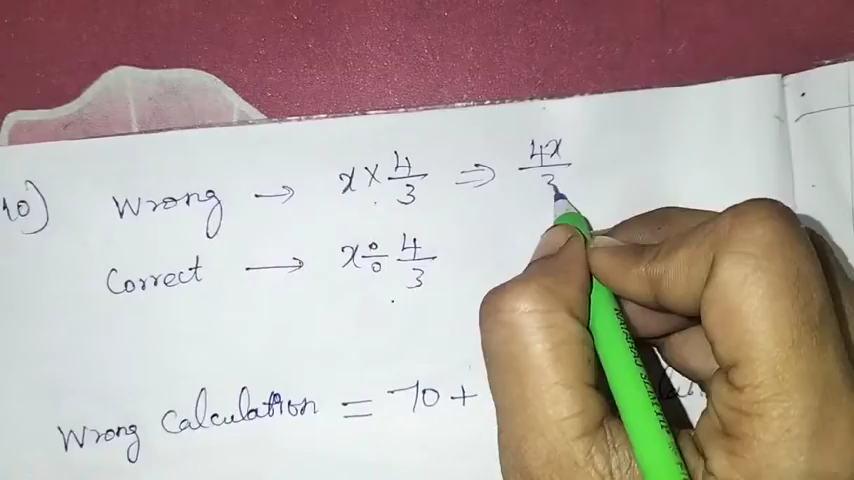 10) Wrong → x × 4/3 ⇒ 4x/3
Correct → x ÷ 4/3
Wrong Calculation = 70 +